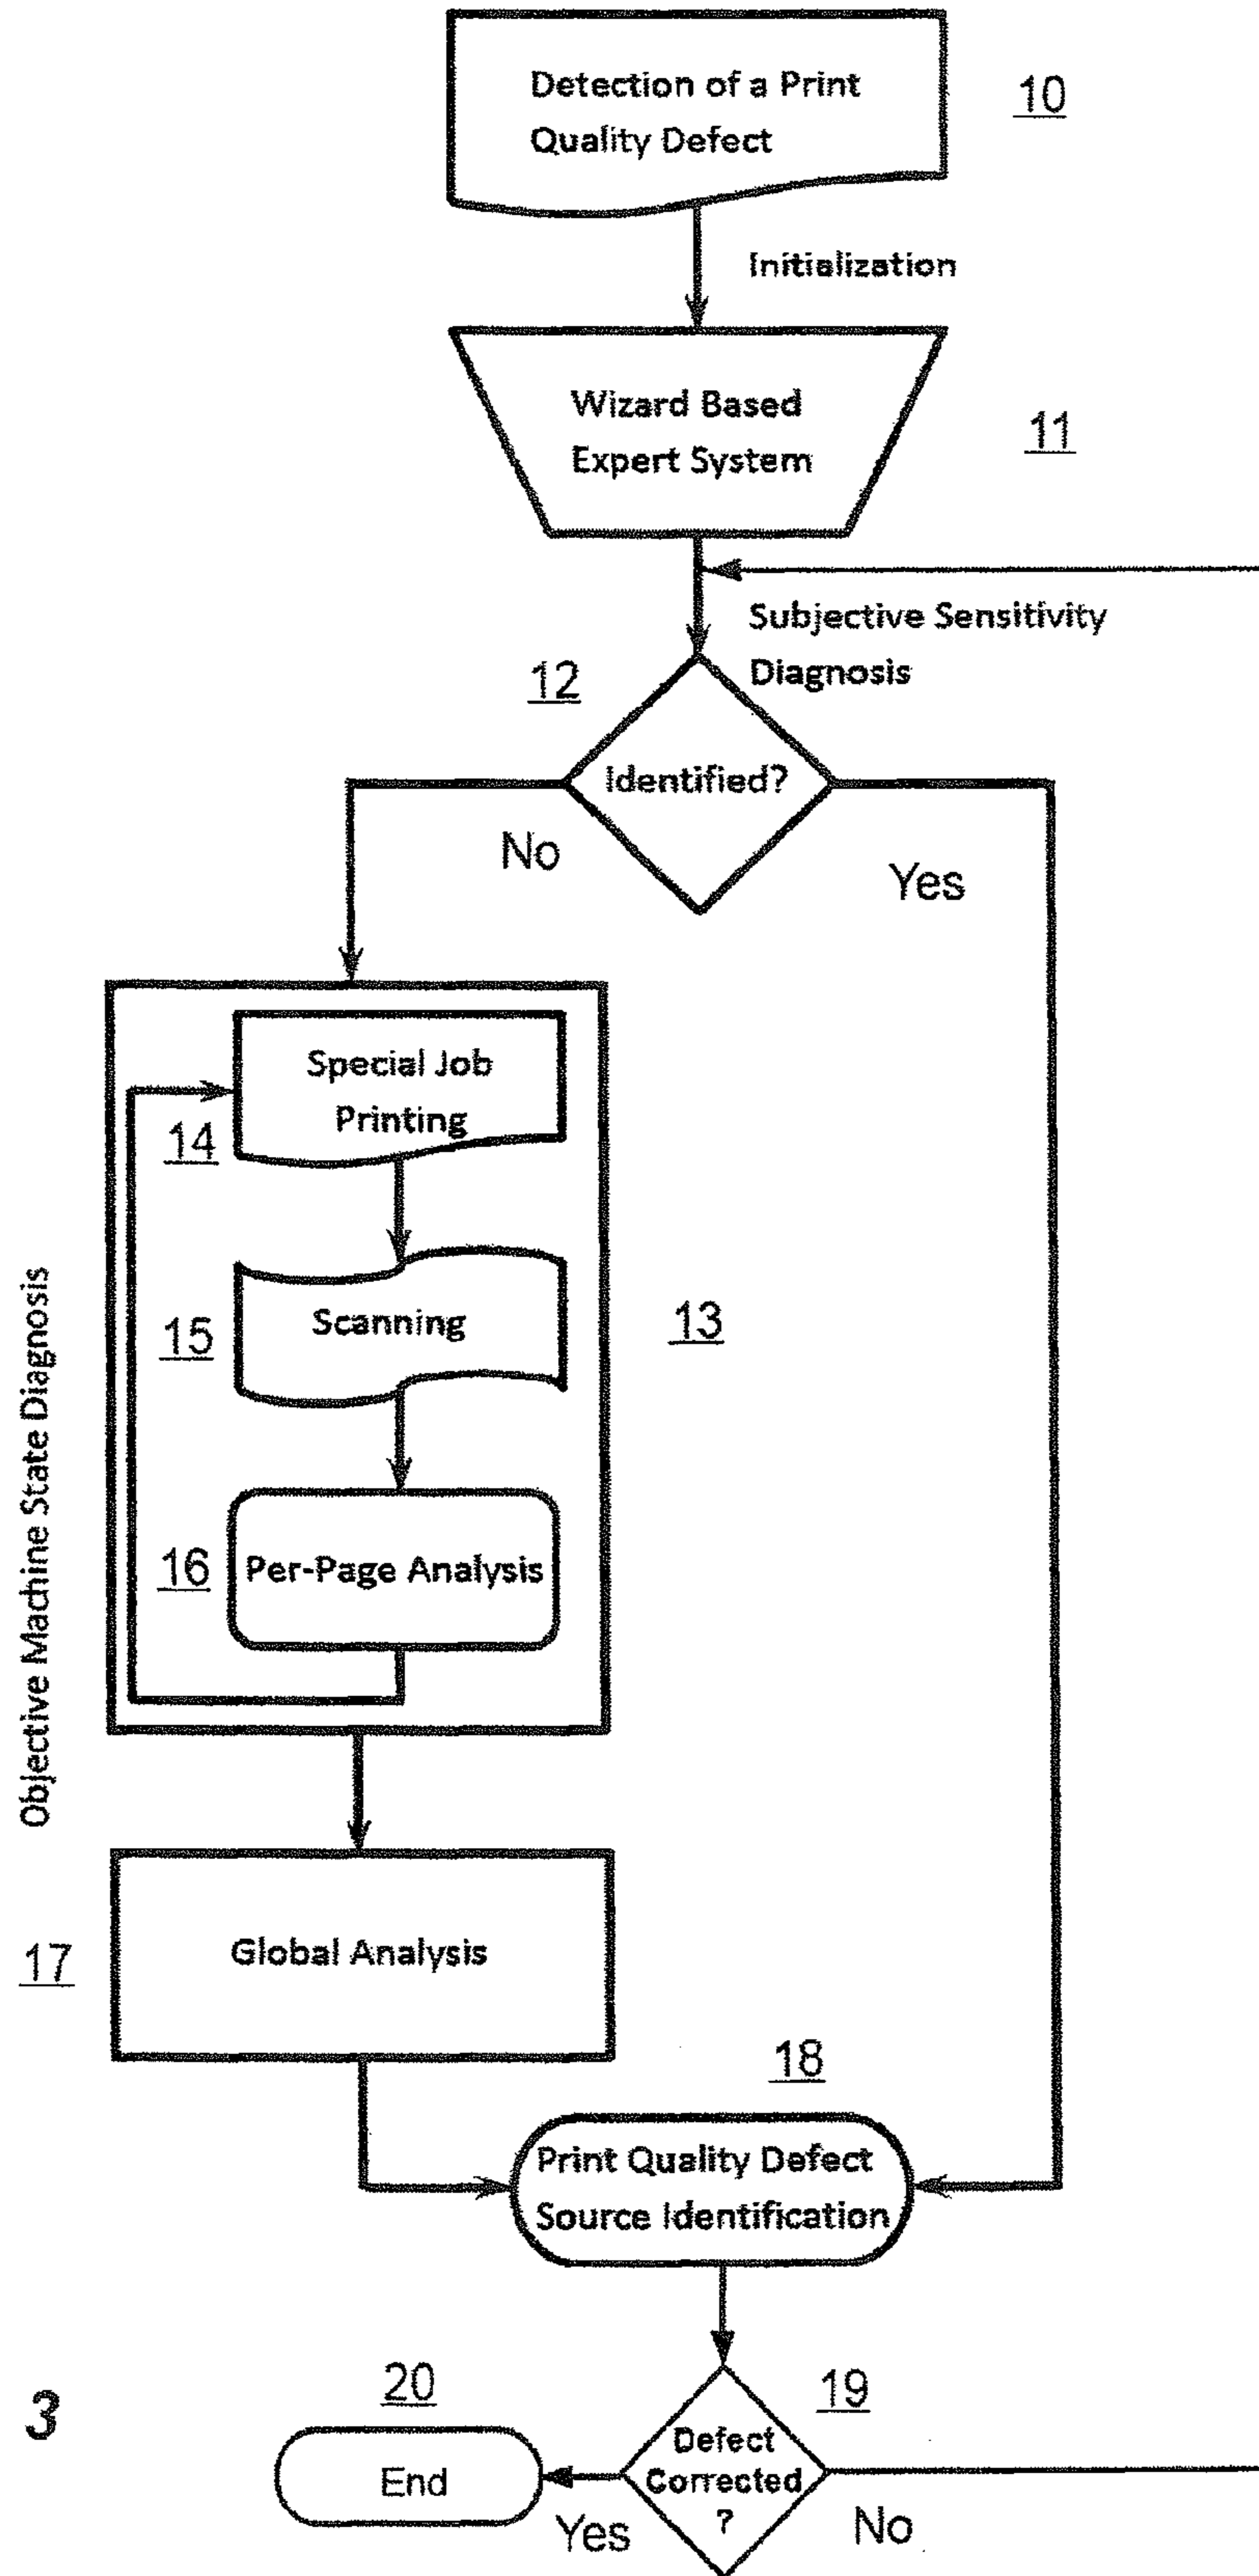 Detection of a Print
Quality Defect
10
Initialization
Wizard Based
Expert System
11
Subjective Sensitivity
Diagnosis
12
Identified?
No
Yes
Special Job
Printing
14
Scanning
15
13
Per-Page Analysis
16
Objective Machine State Diagnosis
Global Analysis
17
18
Print Quality Defect
Source Identification
3
20
19
Defect
Corrected
?
End
Yes
No